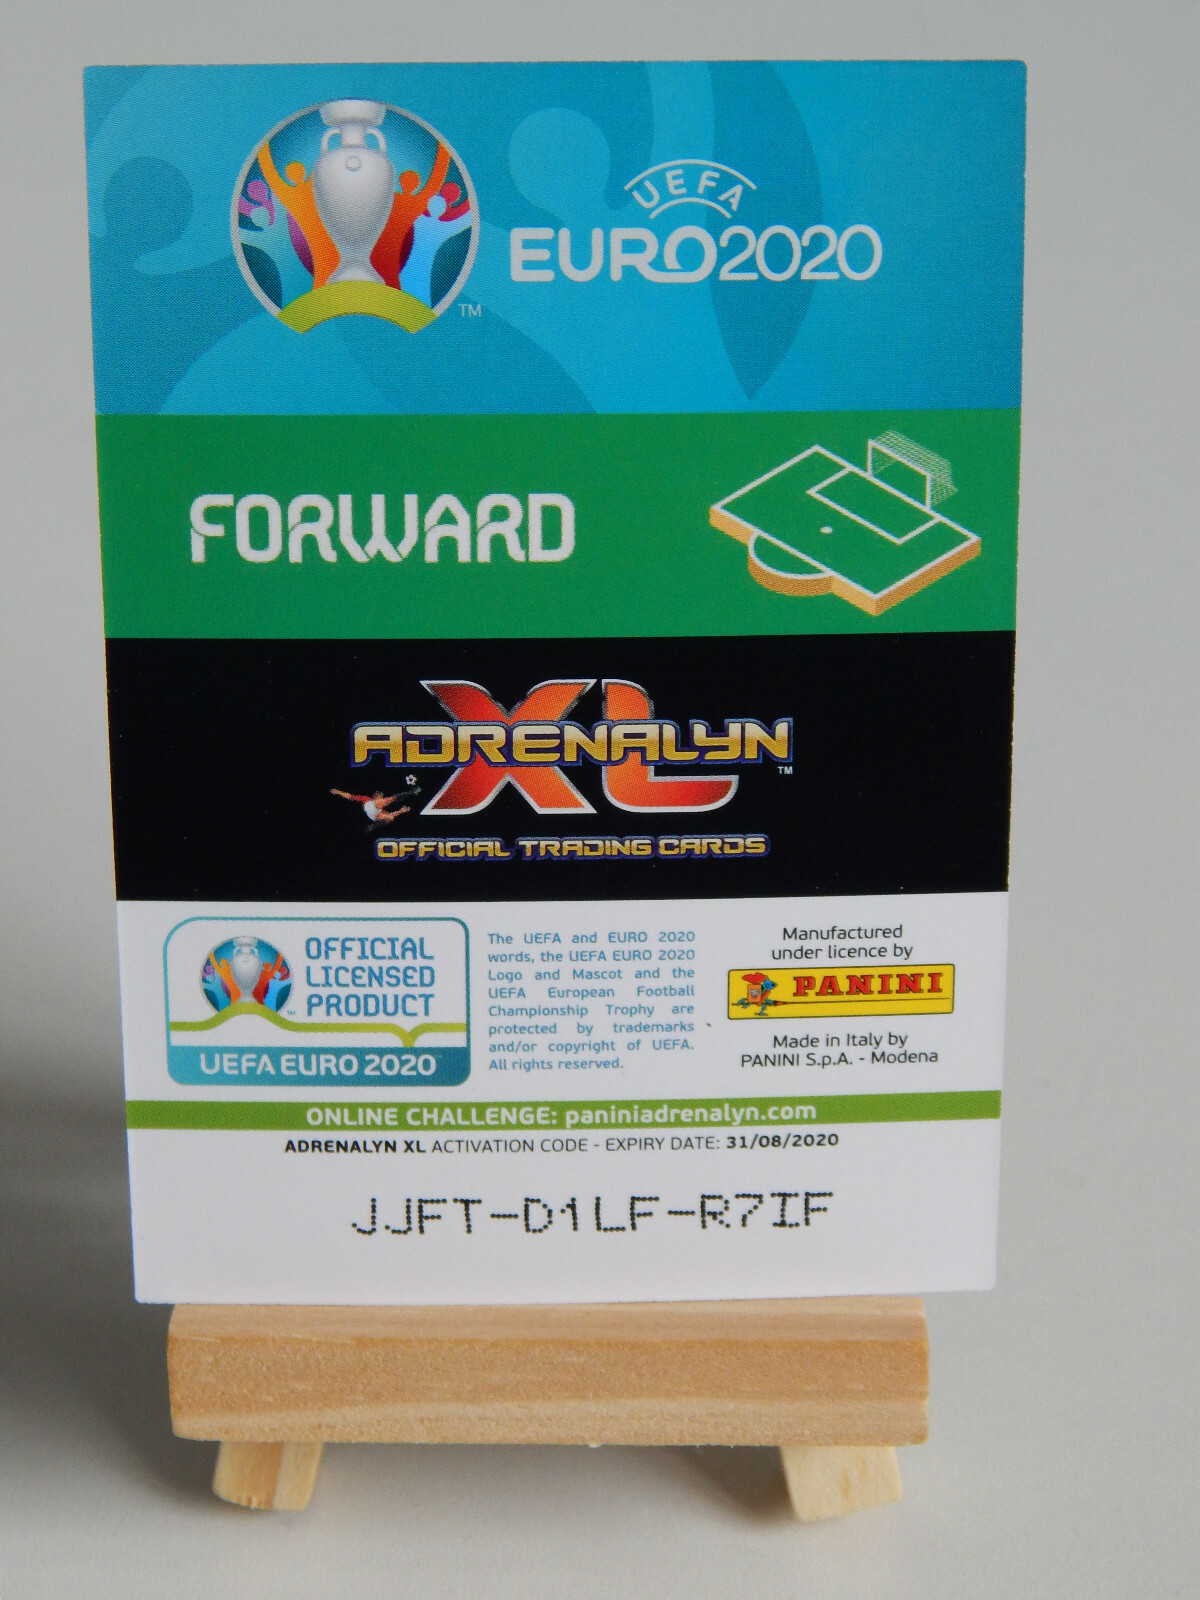 UEFA
EURO2020
TM
FORWARD
XL
ADRENALYN
TM
OFFICIAL TRADING CARDS
OFFICIAL
LICENSED
PRODUCT
TM
UEFA EURO 2020
The UEFA and EURO 2020
words, the UEFA EURO 2020
Logo and Mascot and the
UEFA European Football
Championship Trophy are
protected by trademarks
and/or copyright of UEFA.
All rights reserved.
Manufactured
under licence by
PANINI
Made in Italy by
PANINI S.p.A. - Modena
ONLINE CHALLENGE: paniniadrenalyn.com
ADRENALYN XL ACTIVATION CODE - EXPIRY DATE: 31/08/2020
JJFT-D1LF-R7IF